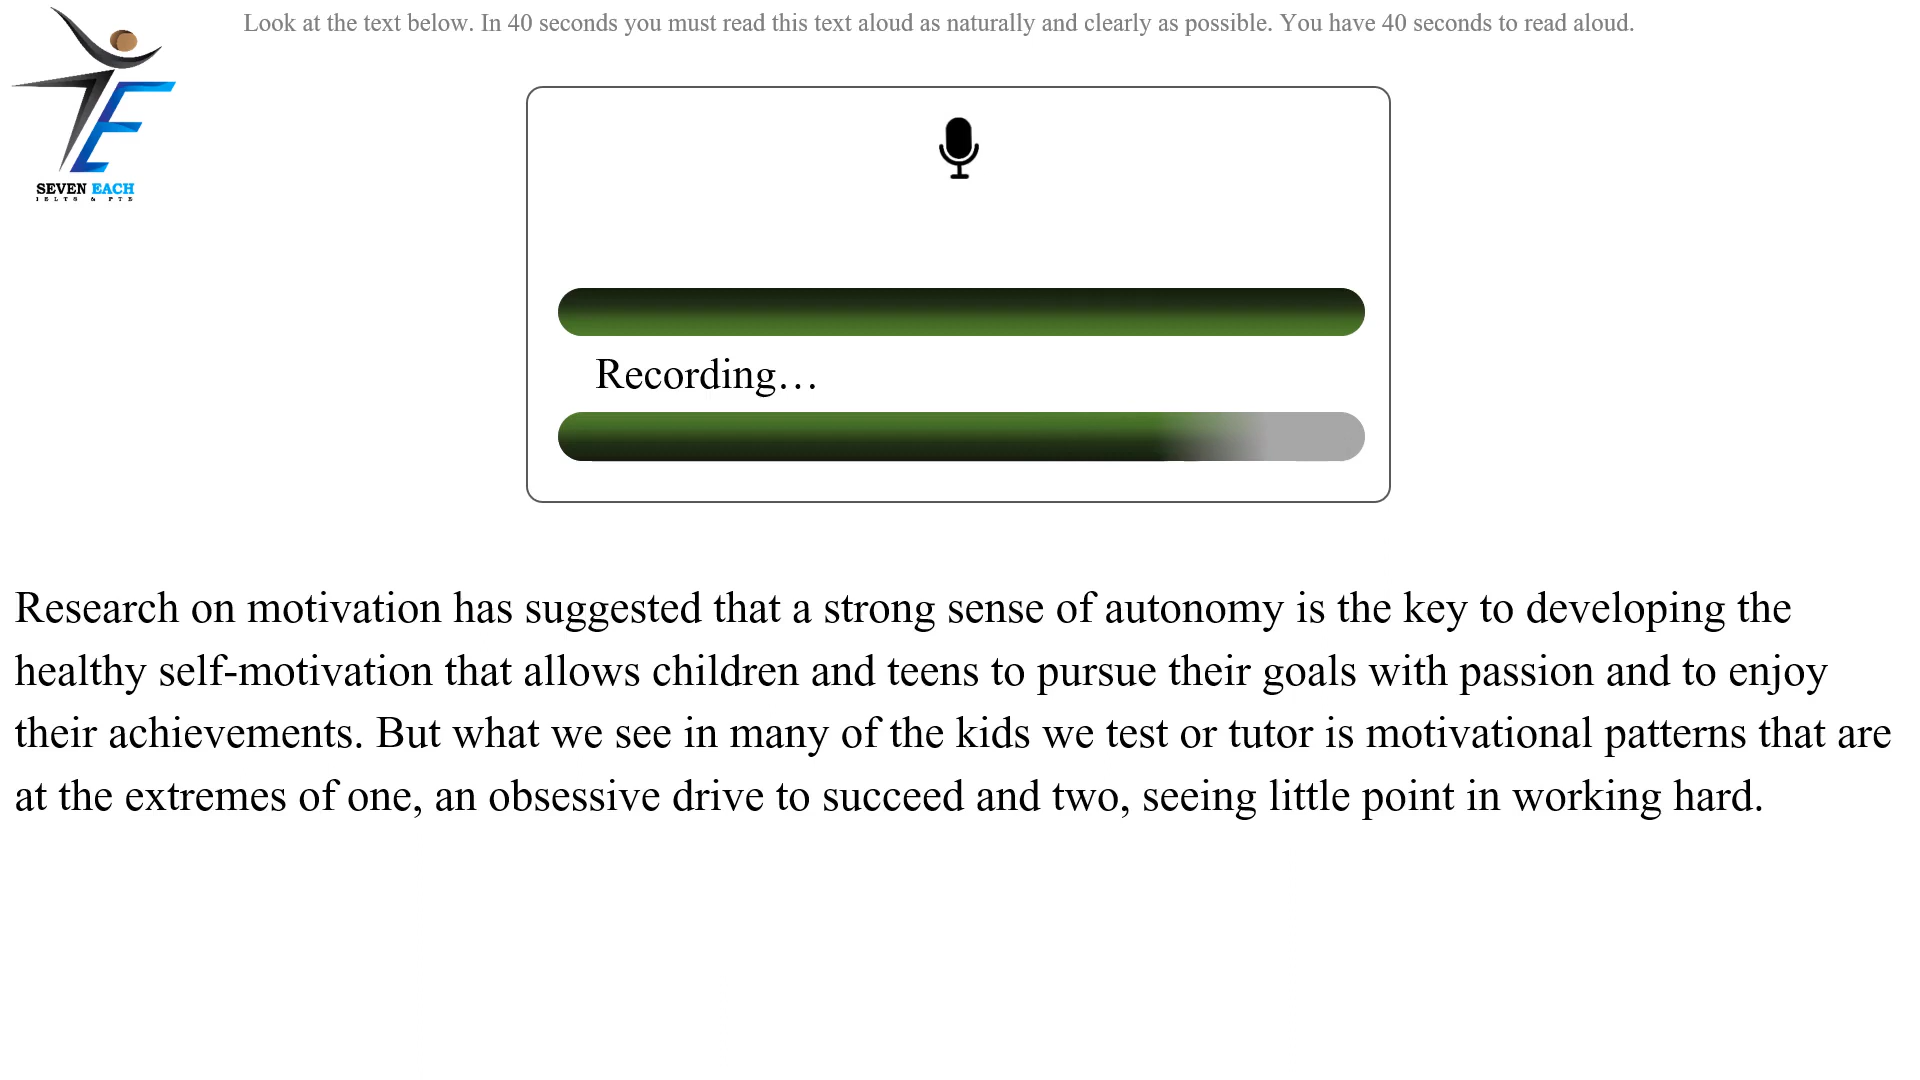 Look at the text below. In 40 seconds you must read this text aloud as naturally and clearly as possible. You have 40 seconds to read aloud.
SEVEN EACH
IELTS & PTE
Recording…
Research on motivation has suggested that a strong sense of autonomy is the key to developing the
healthy self-motivation that allows children and teens to pursue their goals with passion and to enjoy
their achievements. But what we see in many of the kids we test or tutor is motivational patterns that are
at the extremes of one, an obsessive drive to succeed and two, seeing little point in working hard.